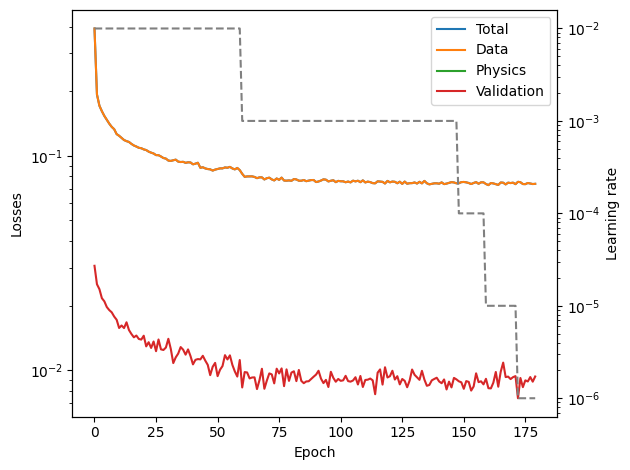 Total
Data
Physics
Validation
Losses
10^{-1}
10^{-2}
Learning rate
10^{-2}
10^{-3}
10^{-4}
10^{-5}
10^{-6}
0 25 50 75 100 125 150 175
Epoch